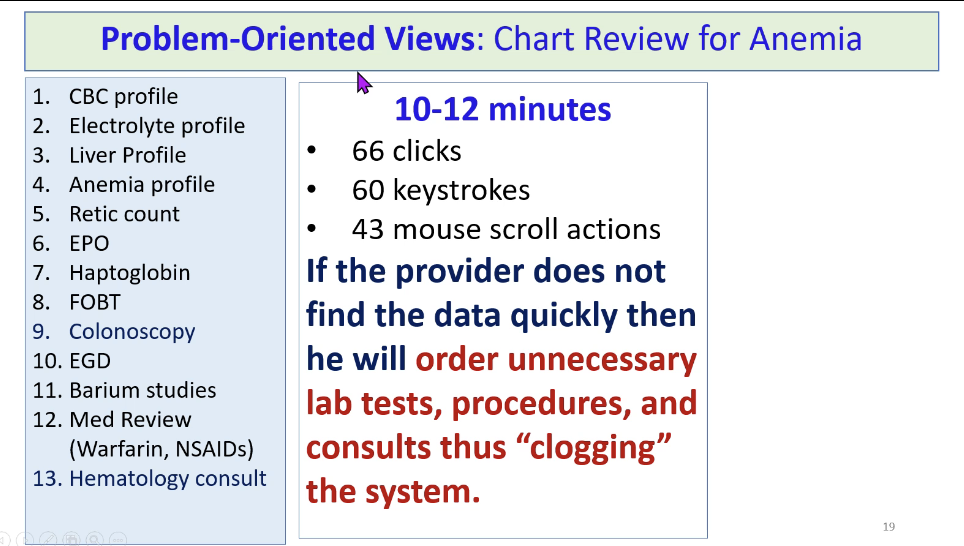 Problem-Oriented Views: Chart Review for Anemia
1. CBC profile
2. Electrolyte profile
3. Liver Profile
4. Anemia profile
5. Retic count
6. EPO
7. Haptoglobin
8. FOBT
9. Colonoscopy
10. EGD
11. Barium studies
12. Med Review
(Warfarin, NSAIDs)
13. Hematology consult
10-12 minutes
• 66 clicks
• 60 keystrokes
• 43 mouse scroll actions
If the provider does not
find the data quickly then
he will order unnecessary
lab tests, procedures, and
consults thus “clogging”
the system.
19